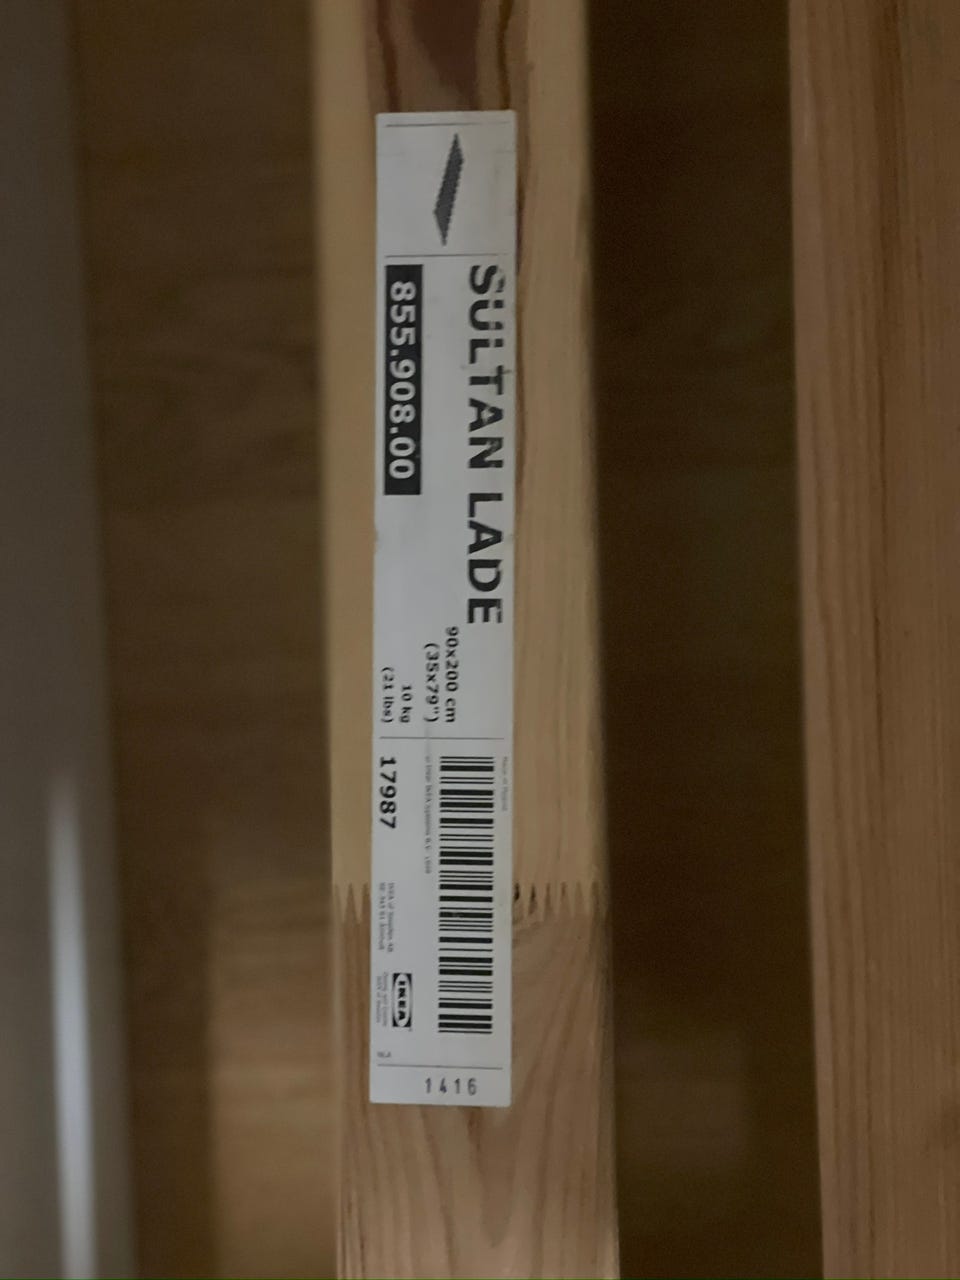 SULTAN LADE
855.908.00
90x200 cm
(35x79")
10 kg
(21 lbs)
17987
IKEA
1416